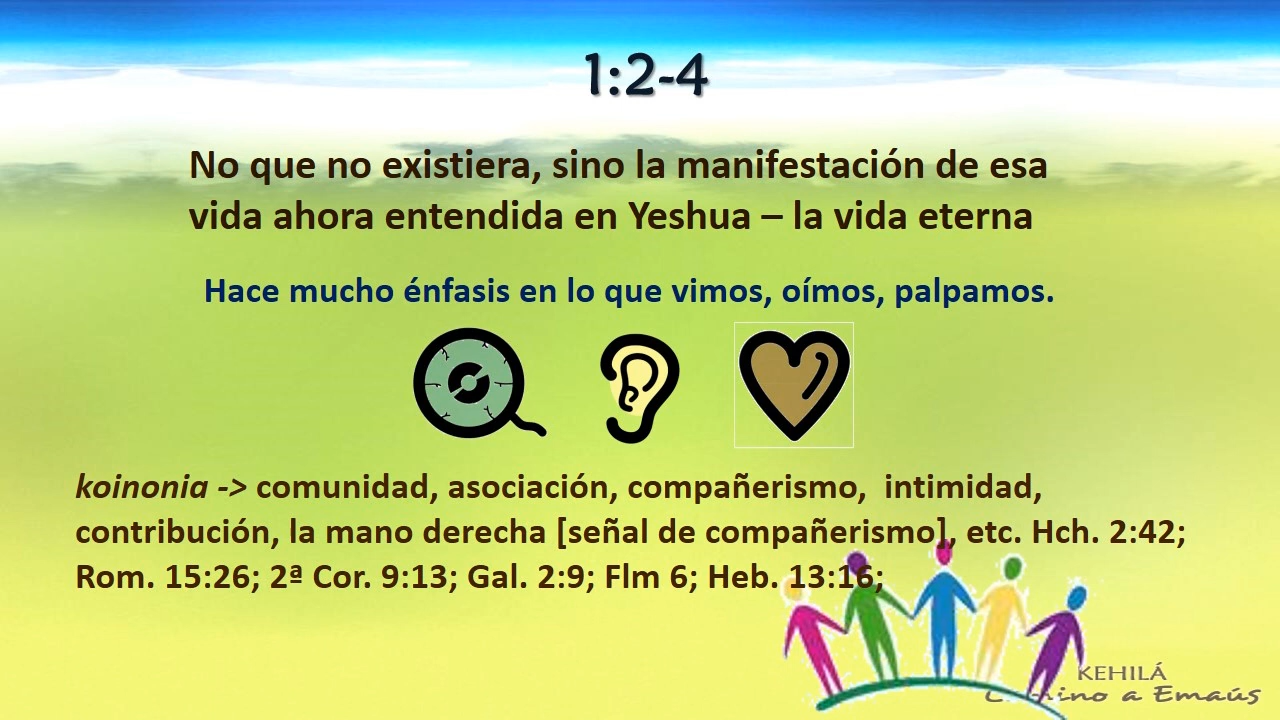 1:2-4
No que no existiera, sino la manifestación de esa
vida ahora entendida en Yeshua – la vida eterna
Hace mucho énfasis en lo que vimos, oímos, palpamos.
koinonia -> comunidad, asociación, compañerismo, intimidad,
contribución, la mano derecha [señal de compañerismo], etc. Hch. 2:42;
Rom. 15:26; 2ª Cor. 9:13; Gal. 2:9; Flm 6; Heb. 13:16;
KEHILÁ
Camino a Emaús